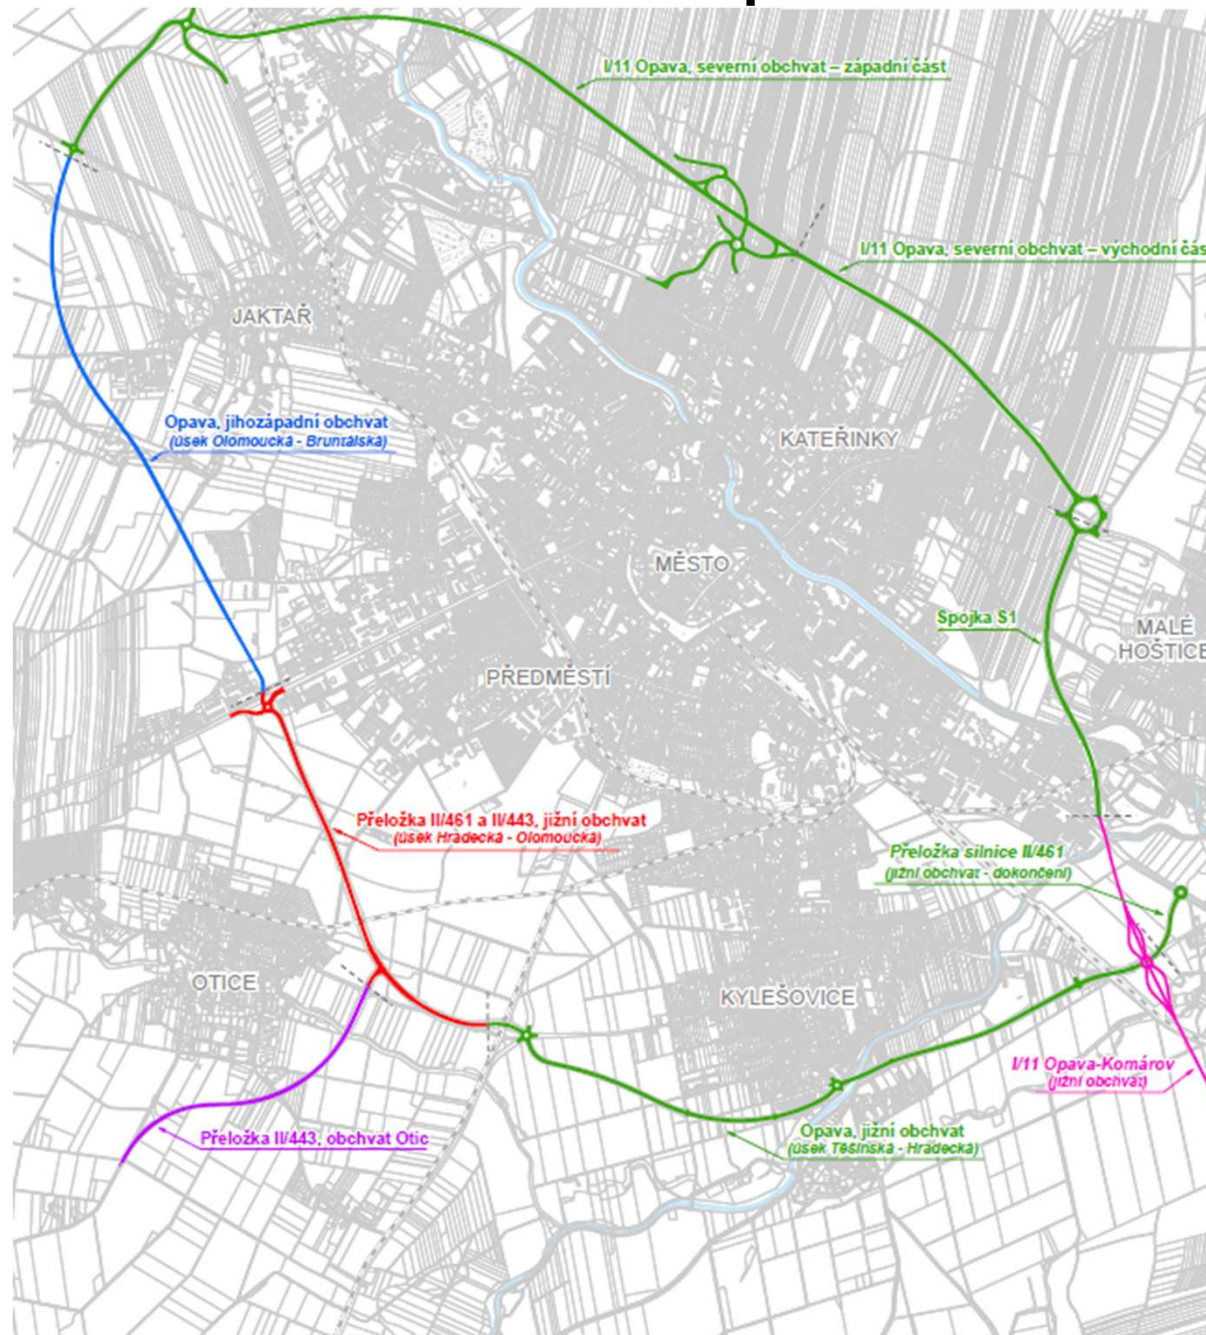 I/11 Opava, severní obchvat – západní část
I/11 Opava, severní obchvat – východní čás
JAKTAŘ
Opava, jihozápadní obchvat
(úsek Olomoucká - Bruntálská)
KATEŘINKY
MĚSTO
Spojka S1
MALÉ
HOŠTICE
PŘEDMĚSTÍ
Přeložka II/461 a II/443, jižní obchvat
(úsek Hradecká - Olomoucká)
Přeložka silnice II/461
(jižní obchvat - dokončení)
OTICE
KYLEŠOVICE
I/11 Opava-Komárov
(jižní obchvat)
Přeložka II/443, obchvat Otic
Opava, jižní obchvat
(úsek Těšínská - Hradecká)